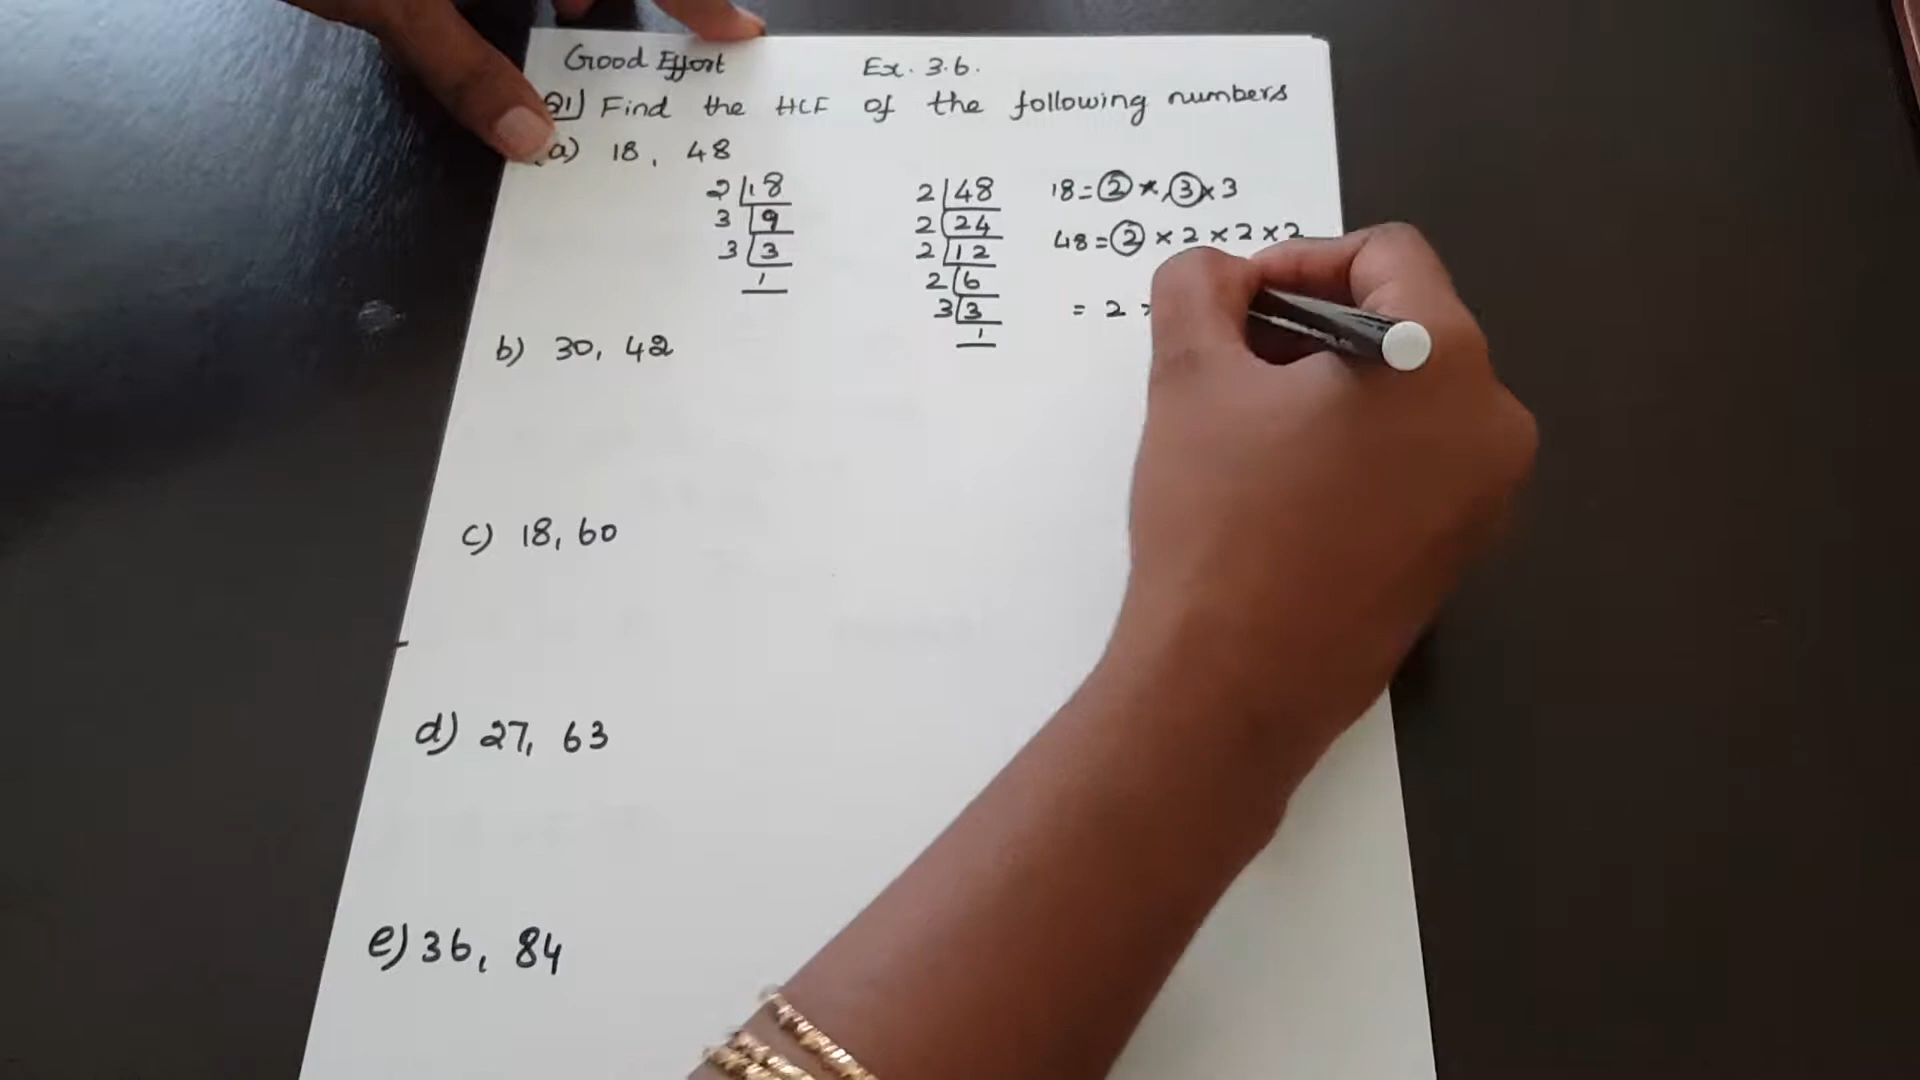 Good Effort Ex. 3.6.
Q1) Find the HCF of the following numbers
(a) 18, 48
2 | 18
3 | 9
3 | 3
1
2 | 48
2 | 24
2 | 12
2 | 6
3 | 3
1
18 = 2 × 3 × 3
48 = 2 × 2 × 2 × 2
= 2
b) 30, 42
c) 18, 60
d) 27, 63
e) 36, 84